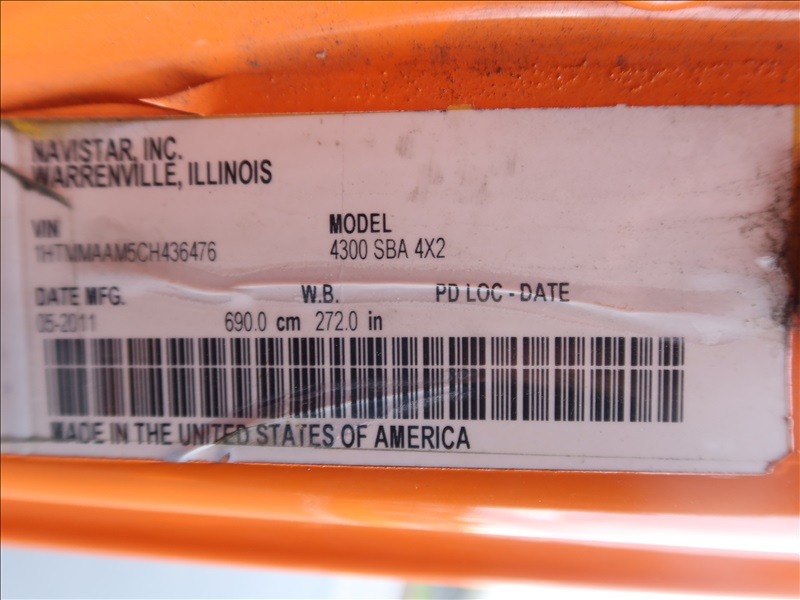 NAVISTAR, INC.
WARRENVILLE, ILLINOIS
VIN MODEL
1HTMMAAM5CH436476 4300 SBA 4X2
DATE MFG. W.B. PD LOC - DATE
05-2011 690.0 cm 272.0 in
MADE IN THE UNITED STATES OF AMERICA